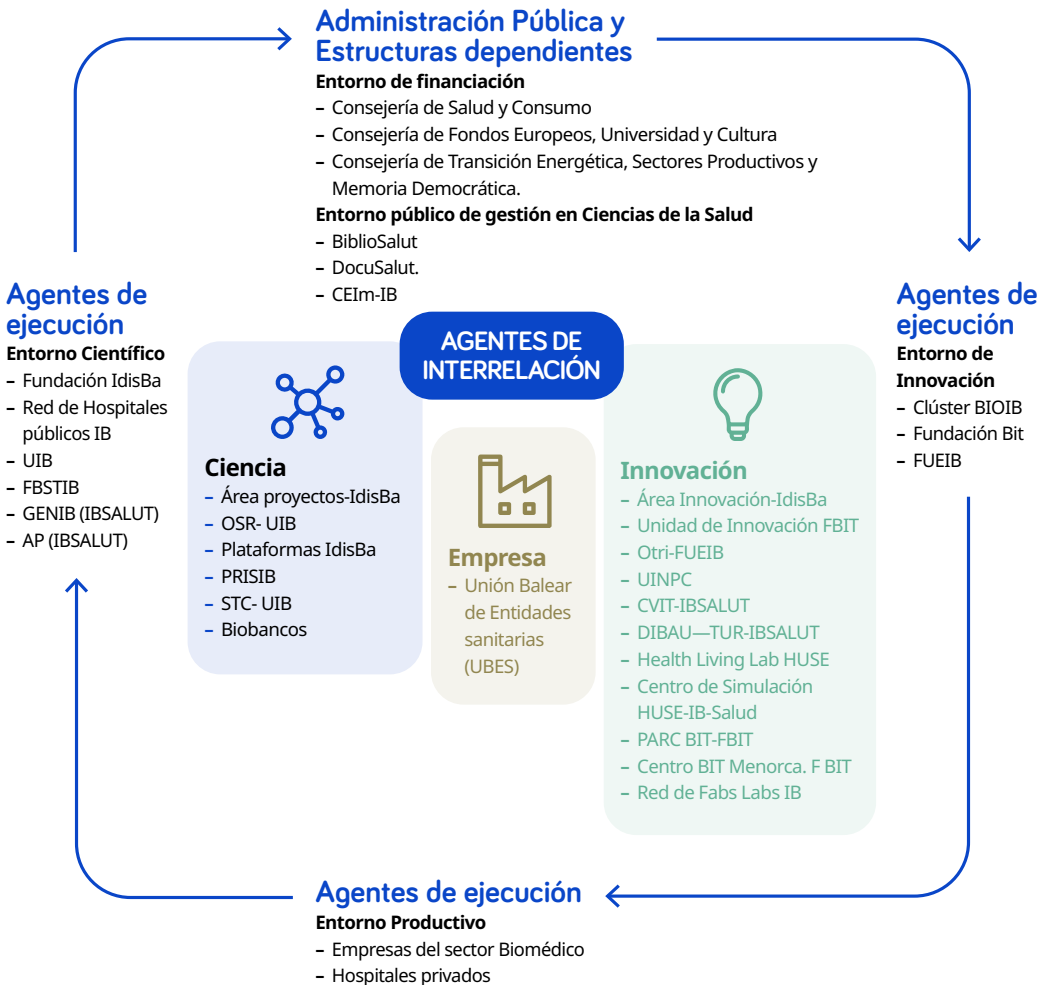 Administración Pública y
Estructuras dependientes
Entorno de financiación
– Consejería de Salud y Consumo
– Consejería de Fondos Europeos, Universidad y Cultura
– Consejería de Transición Energética, Sectores Productivos y
Memoria Democrática.
Entorno público de gestión en Ciencias de la Salud
– BiblioSalut
– DocuSalut.
– CEIm-IB
Agentes de
ejecución
Entorno Científico
– Fundación IdisBa
– Red de Hospitales
públicos IB
– UIB
– FBSTIB
– GENIB (IBSALUT)
– AP (IBSALUT)
AGENTES DE
INTERRELACIÓN
Ciencia
– Área proyectos-IdisBa
– OSR- UIB
– Plataformas IdisBa
– PRISIB
– STC- UIB
– Biobancos
Empresa
– Unión Balear
de Entidades
sanitarias
(UBES)
Innovación
– Área Innovación-IdisBa
– Unidad de Innovación FBIT
– Otri-FUEIB
– UINPC
– CVIT-IBSALUT
– DIBAU—TUR-IBSALUT
– Health Living Lab HUSE
– Centro de Simulación
HUSE-IB-Salud
– PARC BIT-FBIT
– Centro BIT Menorca. F BIT
– Red de Fabs Labs IB
Agentes de
ejecución
Entorno de
Innovación
– Clúster BIOIB
– Fundación Bit
– FUEIB
Agentes de ejecución
Entorno Productivo
– Empresas del sector Biomédico
– Hospitales privados